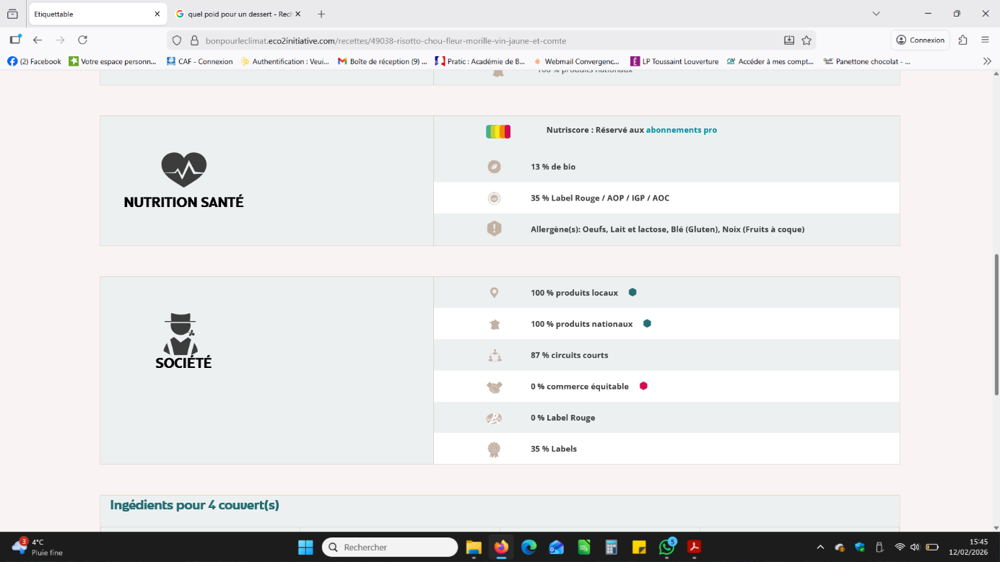 Etiquettable
quel poid pour un dessert - Rech
bonpourleclimat.eco2initiative.com/recettes/49038-risotto-chou-fleur-morille-vin-jaune-et-comte
Connexion
(2) Facebook
Votre espace personn...
CAF - Connexion
Authentification : Veui...
Boîte de réception (9) ...
Pratic : Académie de B...
Webmail Convergenc...
LP Toussaint Louverture
Accéder à mes compt...
Panettone chocolat - ...
100 % produits nationaux
NUTRITION SANTÉ
Nutriscore : Réservé aux abonnements pro
13 % de bio
35 % Label Rouge / AOP / IGP / AOC
Allergène(s): Oeufs, Lait et lactose, Blé (Gluten), Noix (Fruits à coque)
SOCIÉTÉ
100 % produits locaux
100 % produits nationaux
87 % circuits courts
0 % commerce équitable
0 % Label Rouge
35 % Labels
Ingédients pour 4 couvert(s)
3
4°C
Pluie fine
Rechercher
5
15:45
12/02/2026